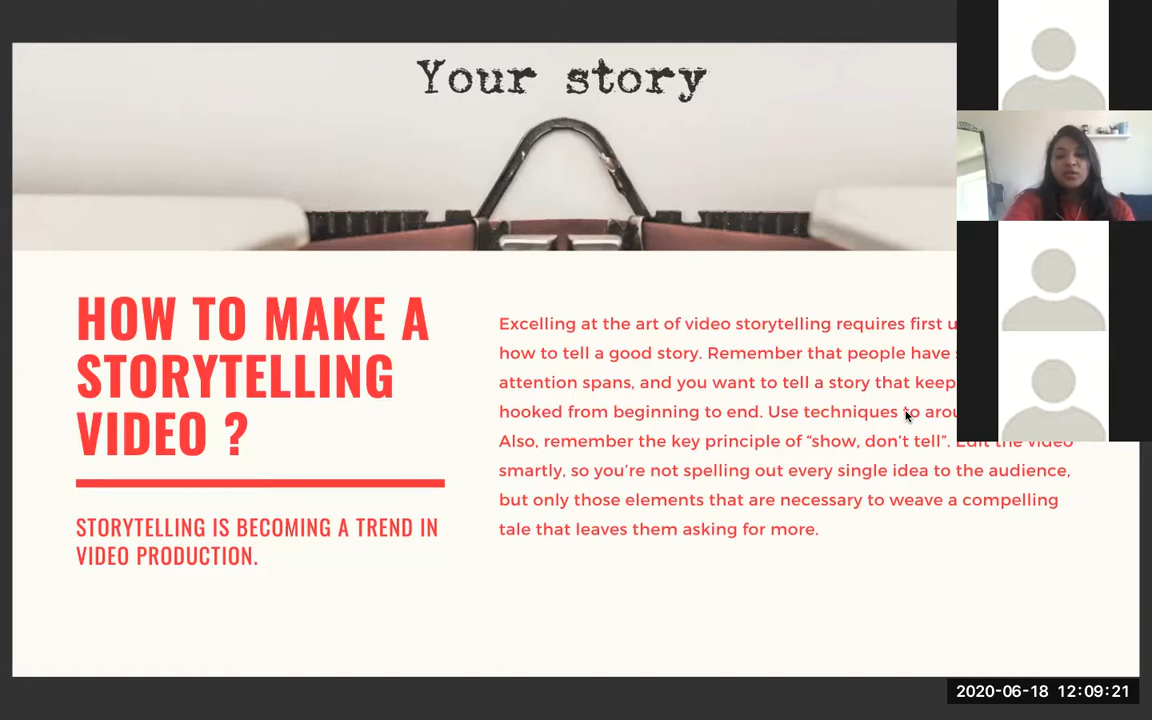 Your story
HOW TO MAKE A
STORYTELLING
VIDEO ?
STORYTELLING IS BECOMING A TREND IN
VIDEO PRODUCTION.
Excelling at the art of video storytelling requires first
how to tell a good story. Remember that people have
attention spans, and you want to tell a story that
hooked from beginning to end. Use techniques to
Also, remember the key principle of “show, don’t tell”. Edit the video
smartly, so you’re not spelling out every single idea to the audience,
but only those elements that are necessary to weave a compelling
tale that leaves them asking for more.
2020-06-18 12:09:21